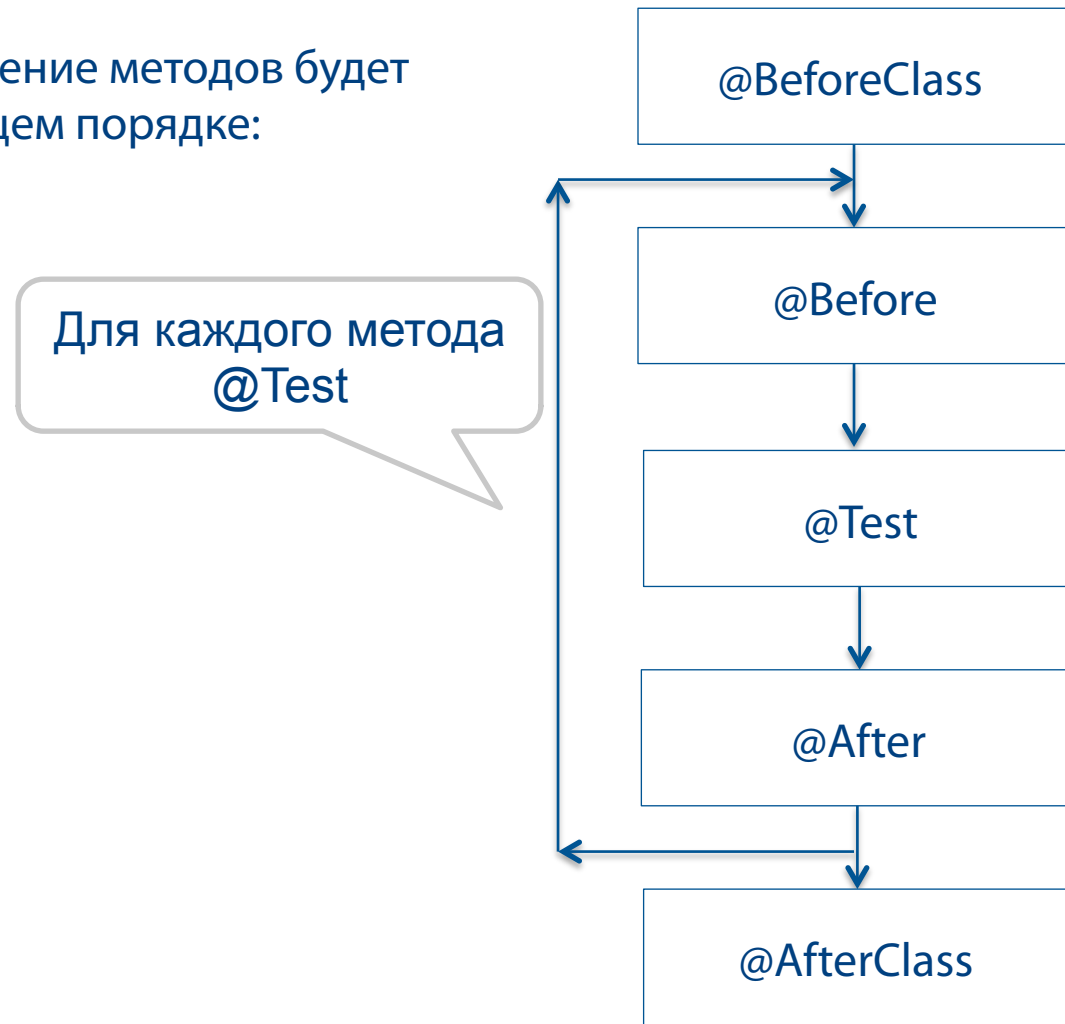 ение методов будет
щем порядке:
@BeforeClass
@Before
Для каждого метода
@Test
@Test
@After
@AfterClass